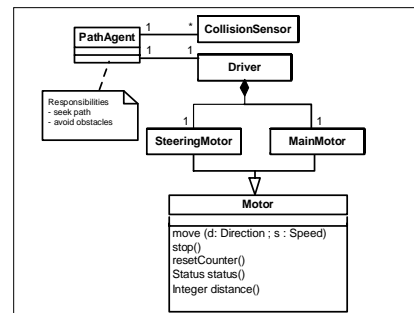 PathAgent
1
*
CollisionSensor
1
1
Driver
Responsibilities
- seek path
- avoid obstacles
1
1
SteeringMotor
MainMotor
Motor
move (d: Direction ; s : Speed)
stop()
resetCounter()
Status status()
Integer distance()